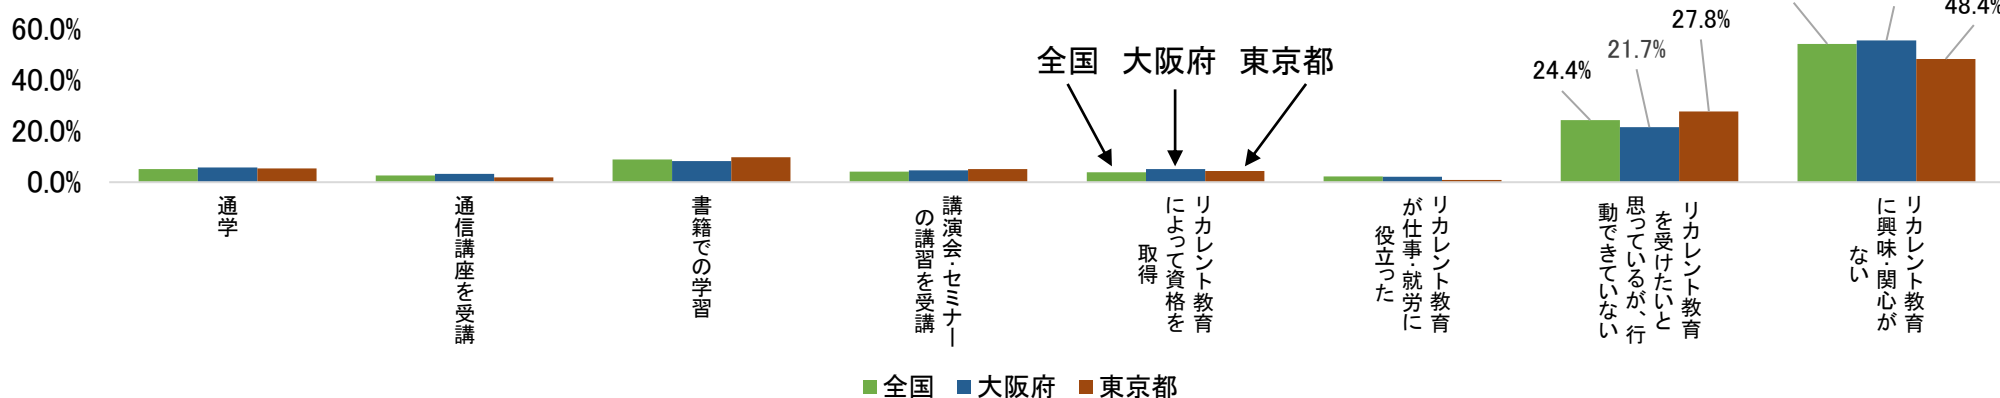 60.0%
40.0%
20.0%
0.0%
全国 大阪府 東京都
24.4%
21.7%
27.8%
48.4%
通学
通信講座を受講
書籍での学習
講演会・セミナー
の講習を受講
リカレント教育
によって資格を
取得
リカレント教育
が仕事・就労に
役立った
リカレント教育
を受けたいと
思っているが、行
動できていない
リカレント教育
に興味・関心が
ない
全国 大阪府 東京都